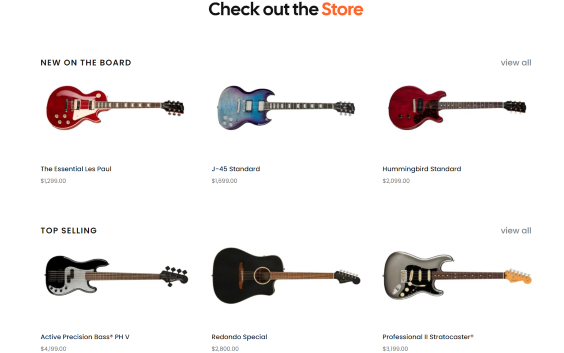 Check out the Store
NEW ON THE BOARD
view all
The Essential Les Paul
J-45 Standard
Hummingbird Standard
$1,299.00
$1,699.00
$2,099.00
TOP SELLING
view all
Active Precision Bass® PH V
Redondo Special
Professional II Stratocaster®
$4,199.00
$2,800.00
$3,199.00